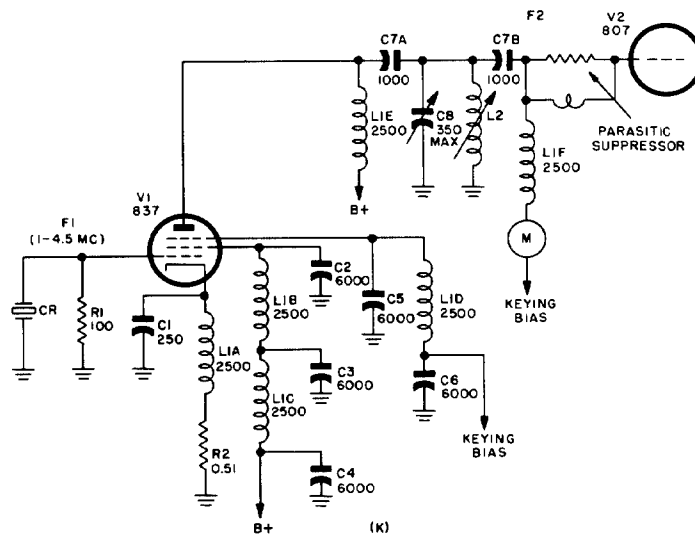 F2
V2
807
C7A
1000
C7B
1000
L1E
2500
C8
350
MAX
L2
PARASITIC
SUPPRESSOR
L1F
2500
B+
M
KEYING
BIAS
V1
837
F1
(1-4.5 MC)
CR
R1
100
C1
250
L1A
2500
R2
0.51
L1B
2500
L1C
2500
C2
6000
C3
6000
C4
6000
C5
6000
L1D
2500
C6
6000
KEYING
BIAS
B+
(K)